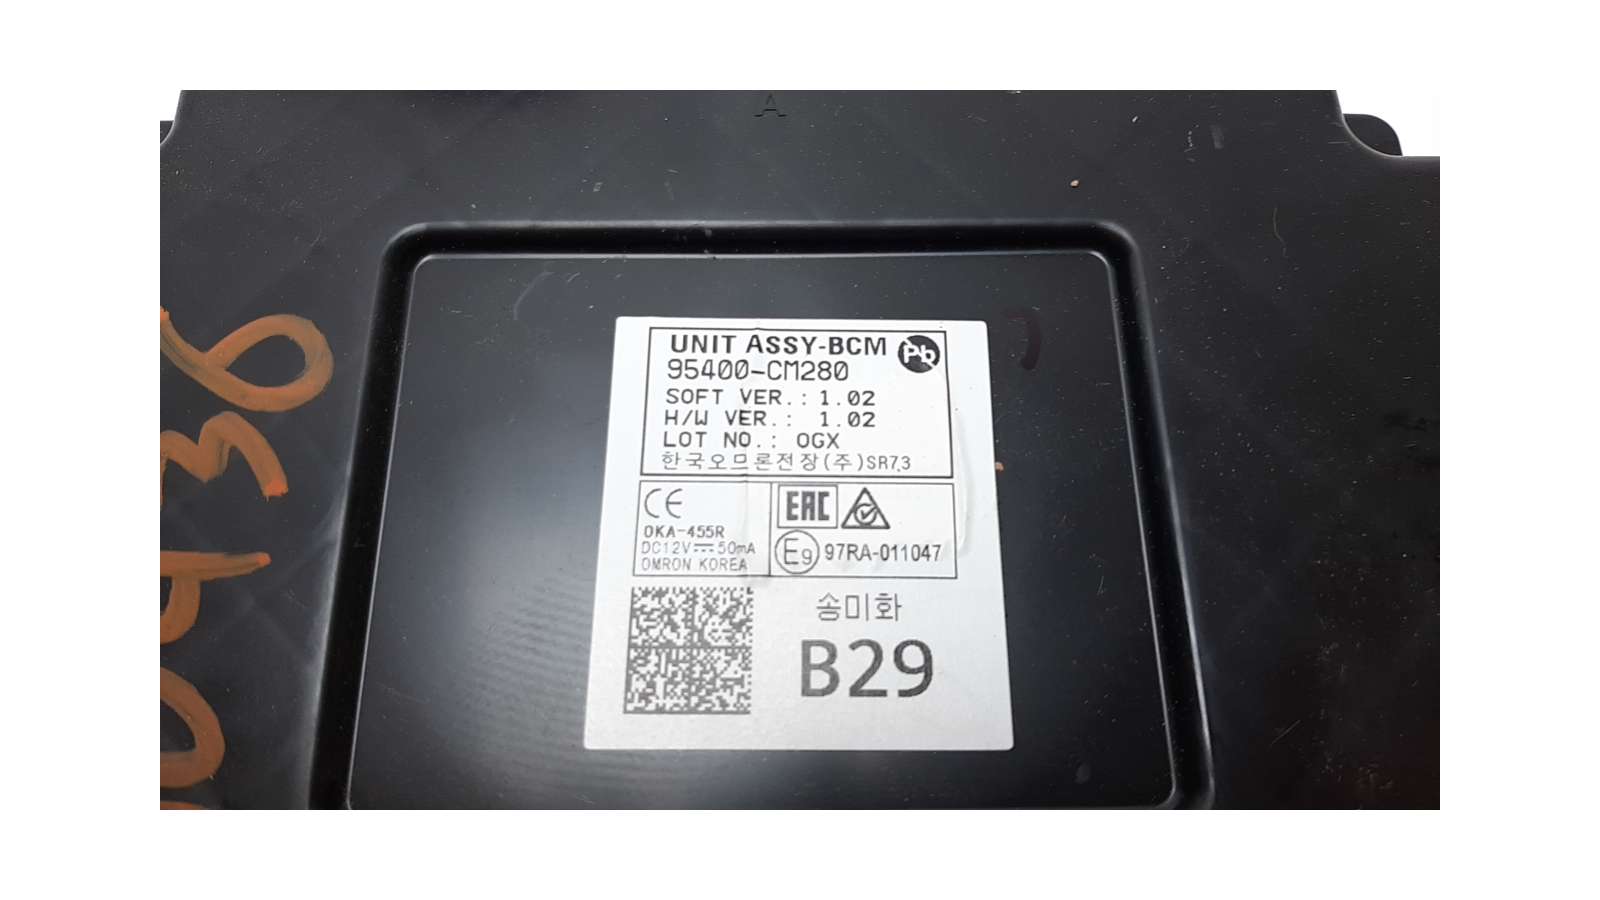 A
UNIT ASSY-BCM
Pb
95400-CM280
SOFT VER.: 1.02
H/W VER.: 1.02
LOT NO.: OGX
한국오므론전장(주)SR7.3
CE
OKA-455R
DC12V 50mA
OMRON KOREA
EAC
E9 97RA-011047
송미화
B29